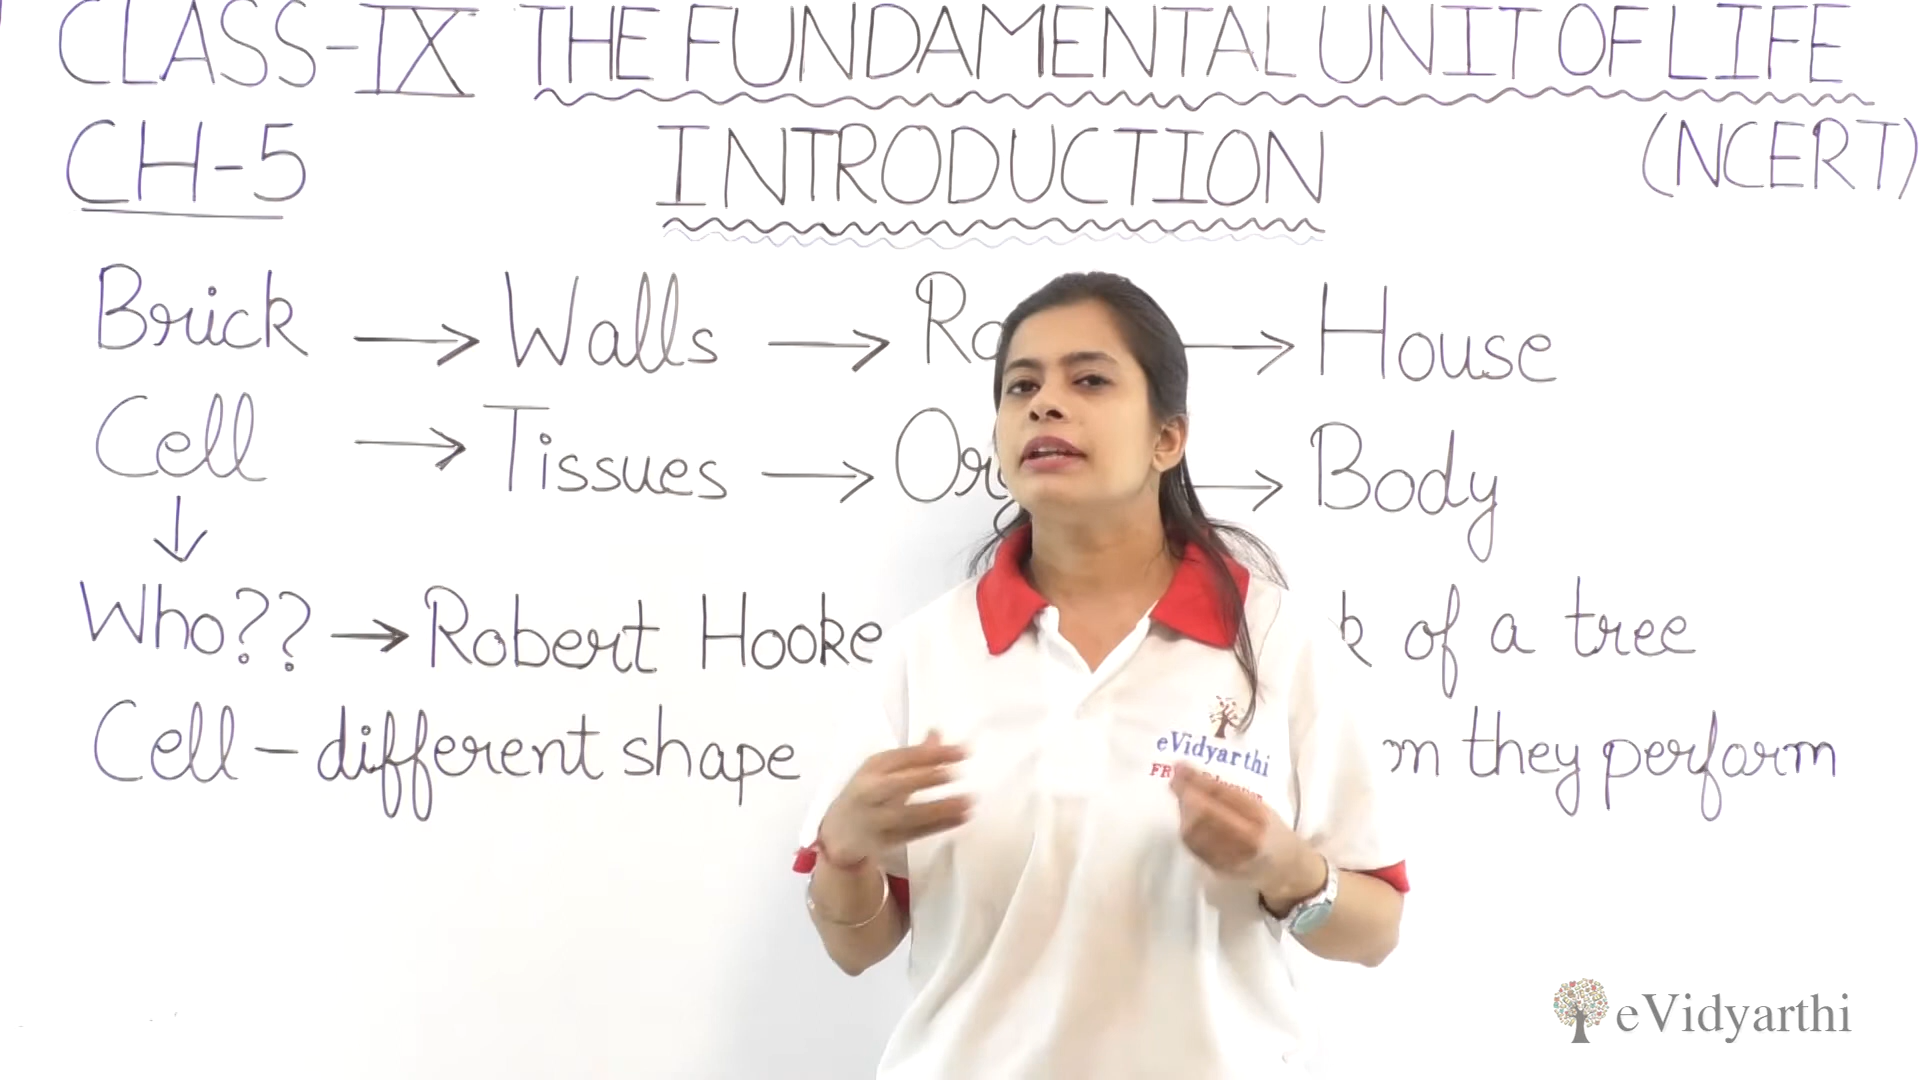 CLASS-IX THE FUNDAMENTAL UNIT OF LIFE
CH-5 INTRODUCTION (NCERT)
Brick → Walls → → House
Cell → Tissues → → Body
↓
Who?? → Robert Hooke of a tree
Cell - different shape they perform
eVidyarthi
eVidyarthi